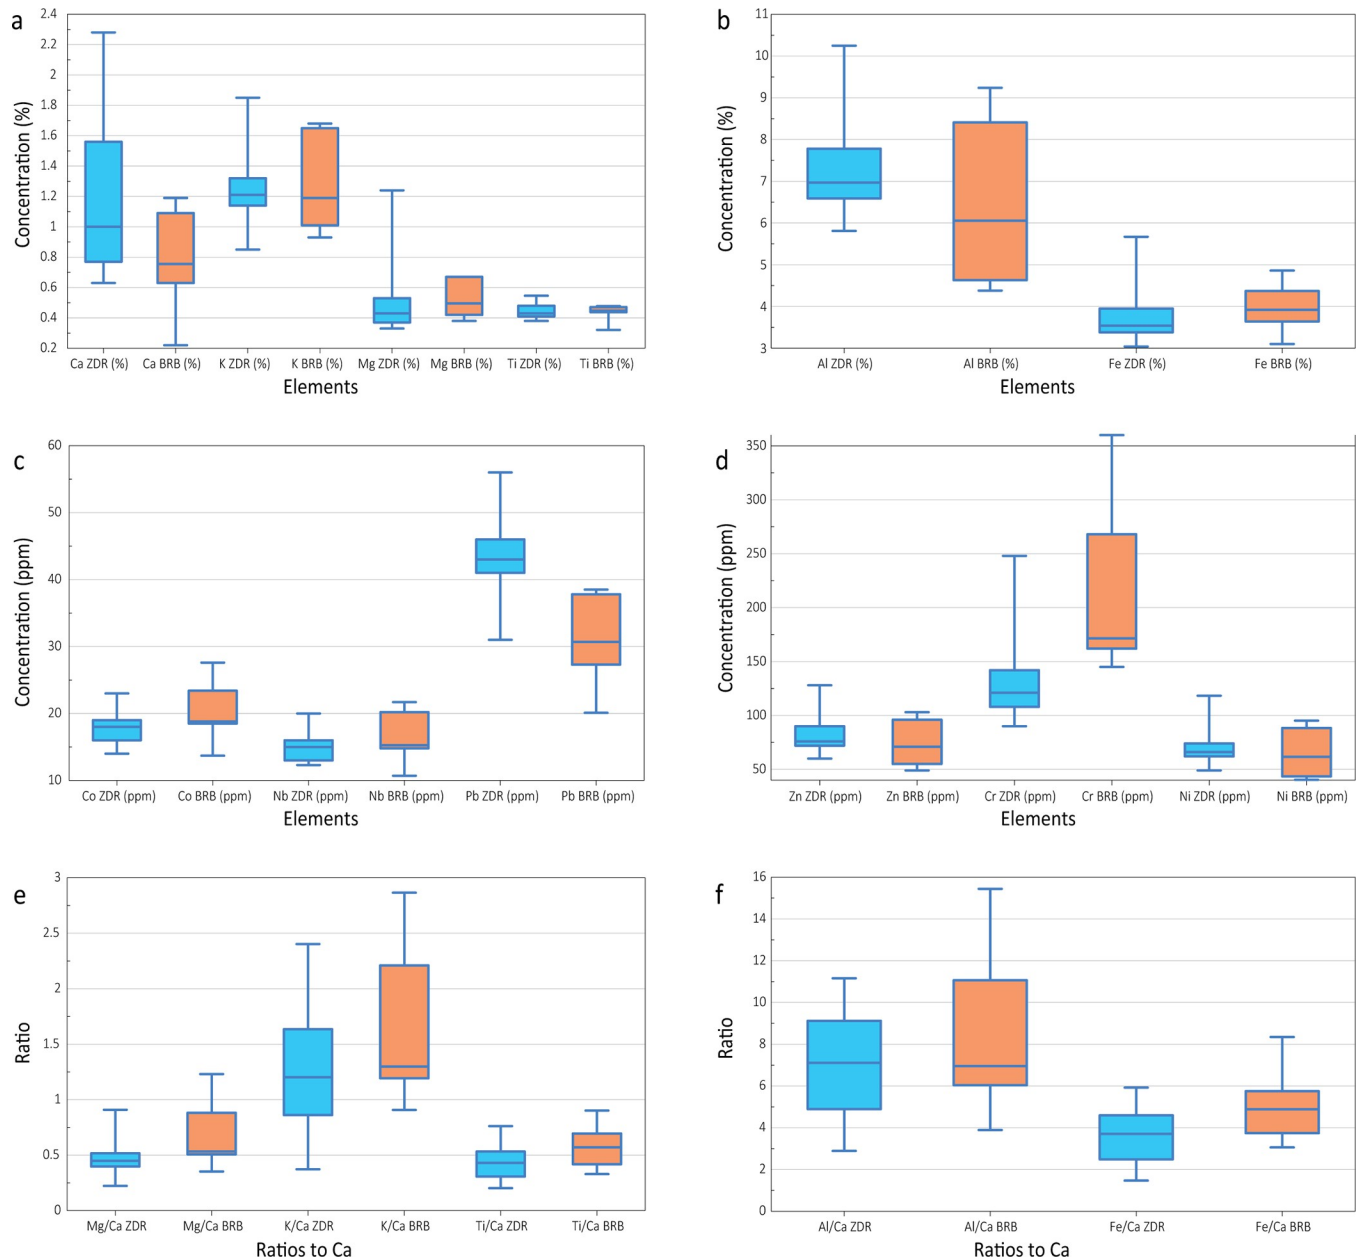 a
Concentration (%)
2.4
2.2
2
1.8
1.6
1.4
1.2
1
0.8
0.6
0.4
0.2
Ca ZDR (%) Ca BRB (%) K ZDR (%) K BRB (%) Mg ZDR (%) Mg BRB (%) Ti ZDR (%) Ti BRB (%)
Elements
b
Concentration (%)
11
10
9
8
7
6
5
4
3
Al ZDR (%) Al BRB (%) Fe ZDR (%) Fe BRB (%)
Elements
c
Concentration (ppm)
60
50
40
30
20
10
Co ZDR (ppm) Co BRB (ppm) Nb ZDR (ppm) Nb BRB (ppm) Pb ZDR (ppm) Pb BRB (ppm)
Elements
d
Concentration (ppm)
350
300
250
200
150
100
50
Zn ZDR (ppm) Zn BRB (ppm) Cr ZDR (ppm) Cr BRB (ppm) Ni ZDR (ppm) Ni BRB (ppm)
Elements
e
Ratio
3
2.5
2
1.5
1
0.5
0
Mg/Ca ZDR Mg/Ca BRB K/Ca ZDR K/Ca BRB Ti/Ca ZDR Ti/Ca BRB
Ratios to Ca
f
Ratio
16
14
12
10
8
6
4
2
0
Al/Ca ZDR Al/Ca BRB Fe/Ca ZDR Fe/Ca BRB
Ratios to Ca